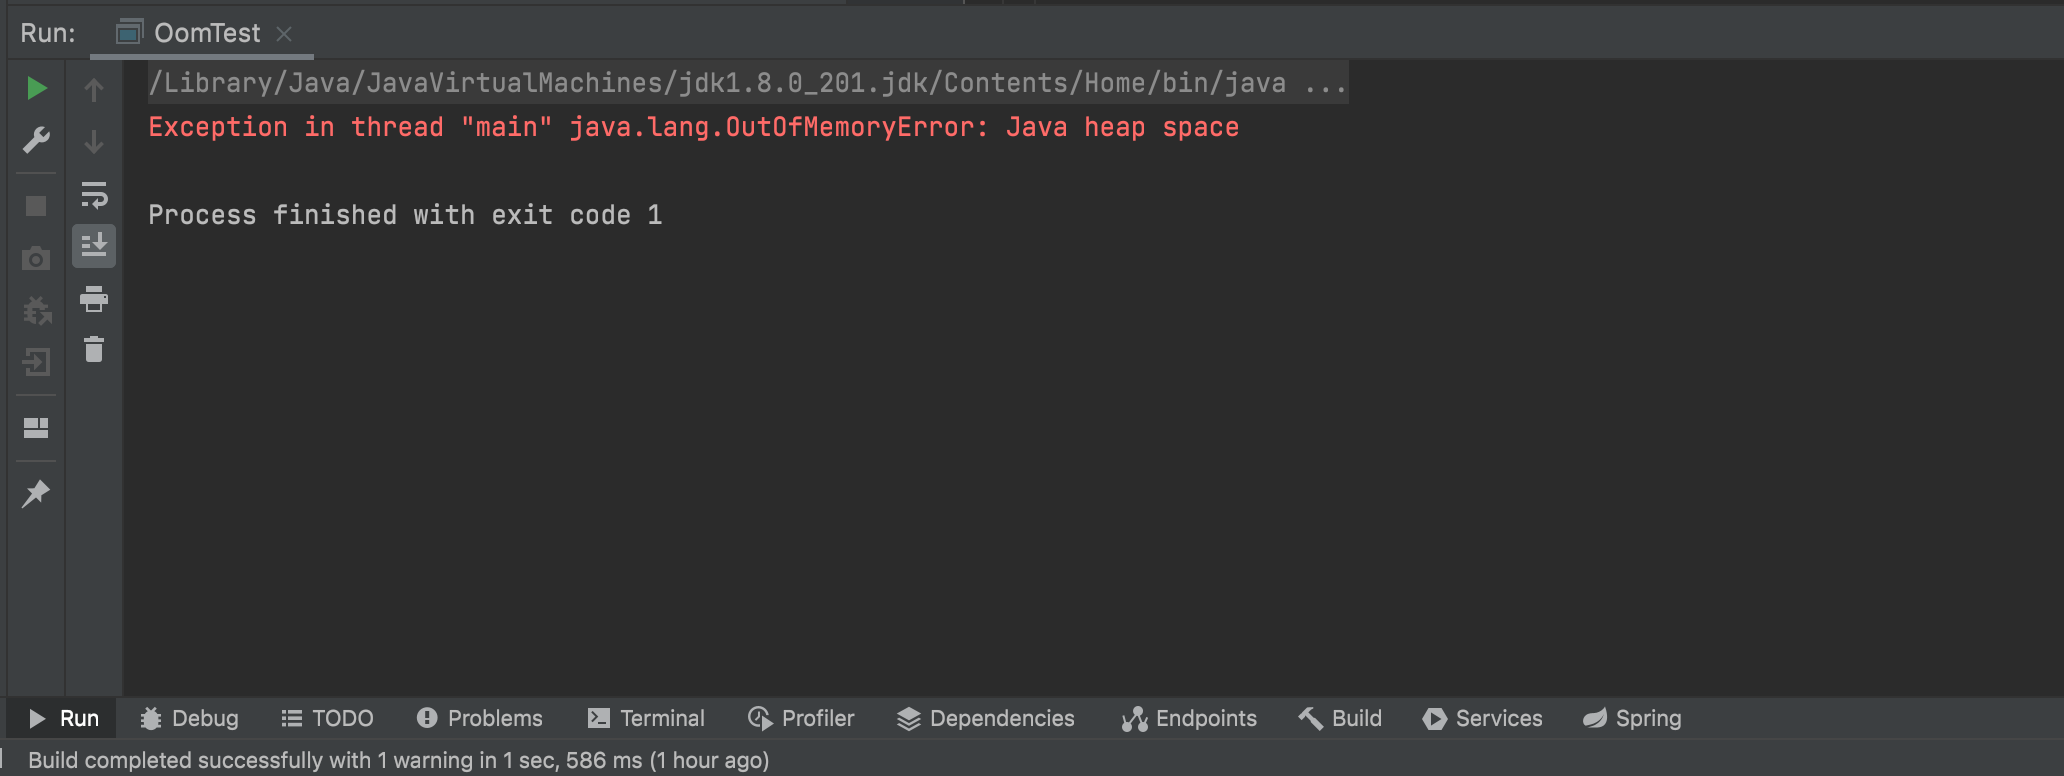 Run: OomTest
/Library/Java/JavaVirtualMachines/jdk1.8.0_201.jdk/Contents/Home/bin/java ...
Exception in thread "main" java.lang.OutOfMemoryError: Java heap space
Process finished with exit code 1
Run Debug TODO Problems Terminal Profiler Dependencies Endpoints Build Services Spring
Build completed successfully with 1 warning in 1 sec, 586 ms (1 hour ago)